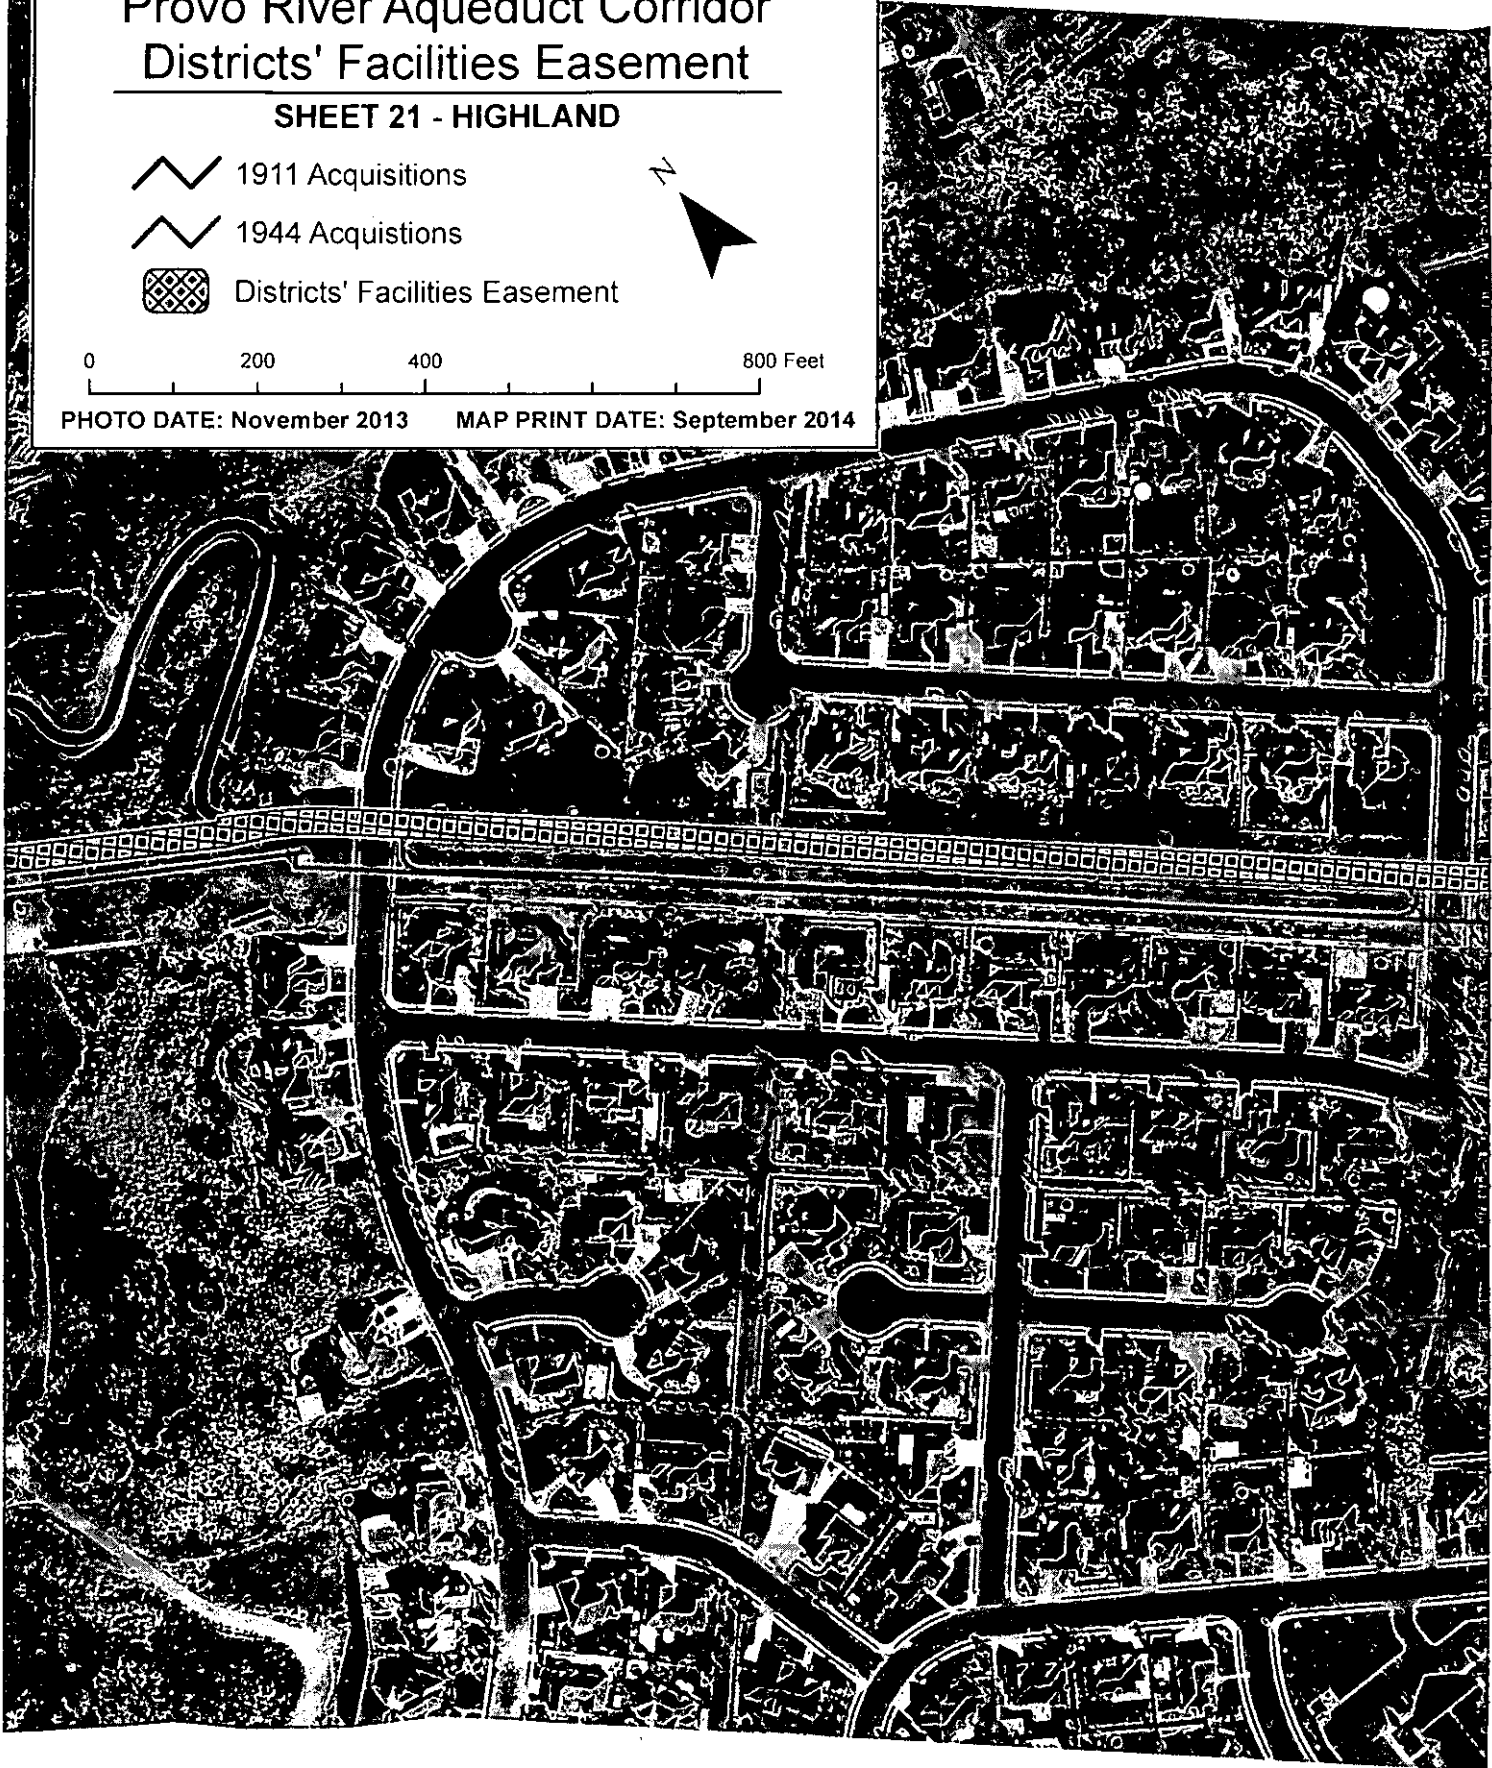 Provo River Aqueduct Corridor
Districts' Facilities Easement
SHEET 21 - HIGHLAND
1911 Acquisitions
N
1944 Acquistions
Districts' Facilities Easement
0 200 400 800 Feet
PHOTO DATE: November 2013 MAP PRINT DATE: September 2014